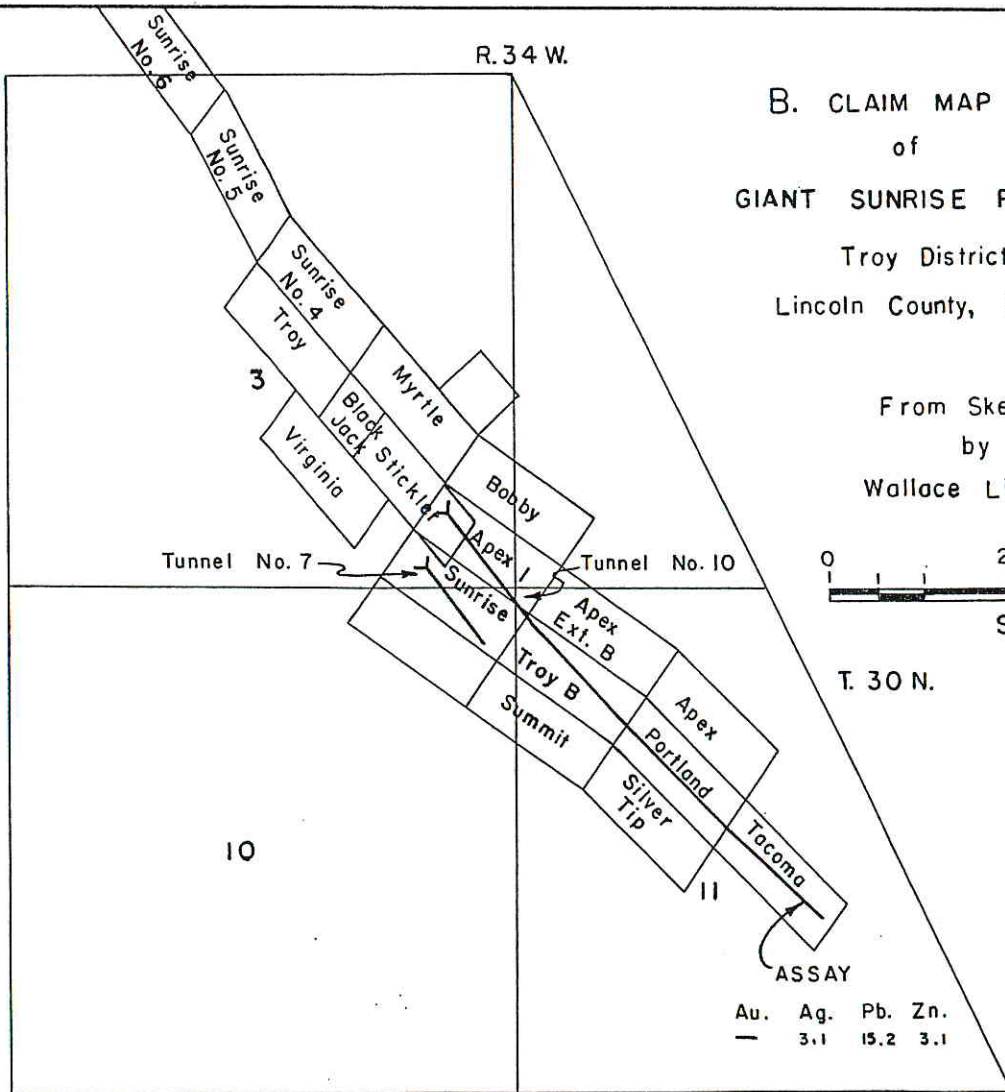 R. 34 W.
B. CLAIM MAP
of
GIANT SUNRISE
Troy District
Lincoln County,
From
by
Wallace
0
2
T. 30 N.
Sunrise
No. 6
Sunrise
No. 5
Sunrise
No. 4
Troy
3
Myrtle
Black
Jack
Stickler
Virginia
Bobby
Apex 1
Tunnel No. 7
Tunnel No. 10
Sunrise
Apex
Ext. B
Troy B
Apex
Summit
Portland
Silver
Tip
Tacoma
10
11
ASSAY
Au. Ag. Pb. Zn.
— 3.1 15.2 3.1